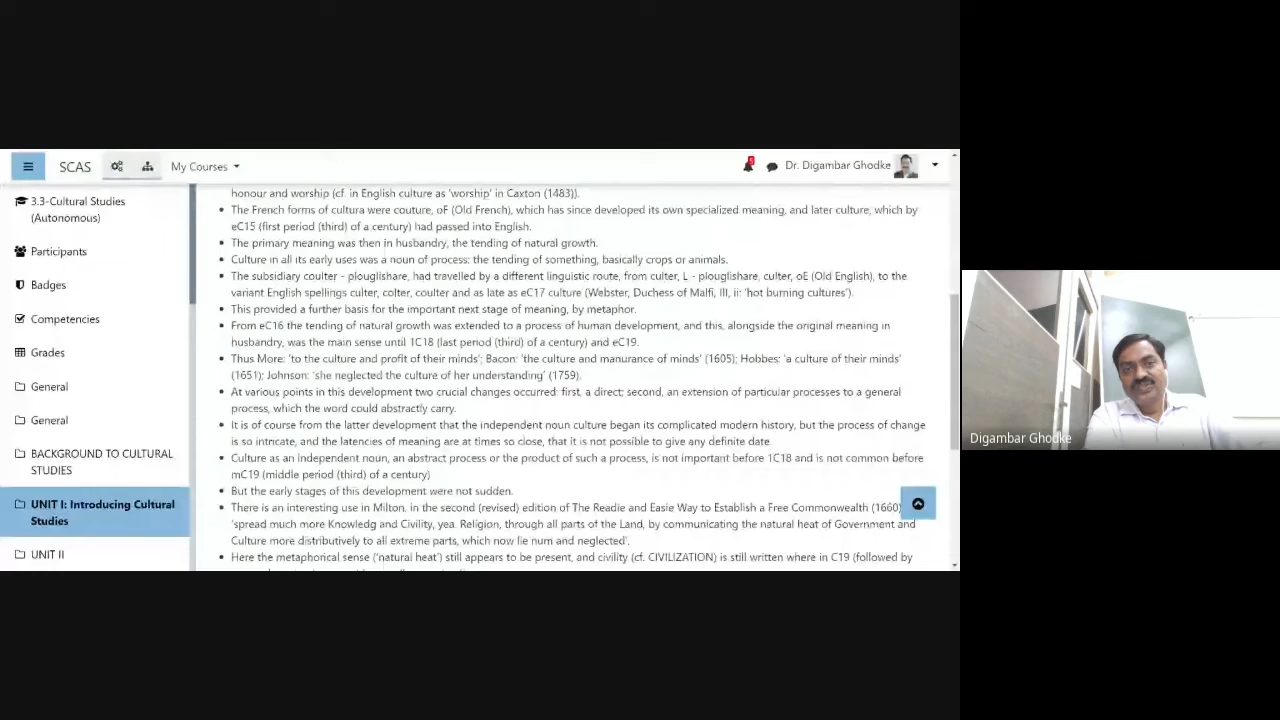 SCAS
My Courses
5
Dr. Digambar Ghodke
3.3-Cultural Studies
(Autonomous)
Participants
Badges
Competencies
Grades
General
General
BACKGROUND TO CULTURAL
STUDIES
UNIT I: Introducing Cultural
Studies
UNIT II
honour and worship (cf. in English culture as 'worship' in Caxton (1483)).
The French forms of cultura were couture, oF (Old French), which has since developed its own specialized meaning, and later culture, which by
eC15 (first period (third) of a century) had passed into English.
The primary meaning was then in husbandry, the tending of natural growth.
Culture in all its early uses was a noun of process: the tending of something, basically crops or animals.
The subsidiary coulter - plouglishare, had travelled by a different linguistic route, from culter, L - plouglishare, culter, oE (Old English), to the
variant English spellings culter, colter, coulter and as late as eC17 culture (Webster, Duchess of Malfi, III, ii: 'hot burning cultures').
This provided a further basis for the important next stage of meaning, by metaphor.
From eC16 the tending of natural growth was extended to a process of human development, and this, alongside the original meaning in
husbandry, was the main sense until 1C18 (last period (third) of a century) and eC19.
Thus More: 'to the culture and profit of their minds'; Bacon: 'the culture and manurance of minds' (1605); Hobbes: 'a culture of their minds'
(1651); Johnson: 'she neglected the culture of her understanding' (1759).
At various points in this development two crucial changes occurred: first, a direct; second, an extension of particular processes to a general
process, which the word could abstractly carry.
It is of course from the latter development that the independent noun culture began its complicated modern history, but the process of change
is so intricate, and the latencies of meaning are at times so close, that it is not possible to give any definite date.
Culture as an independent noun, an abstract process or the product of such a process, is not important before 1C18 and is not common before
mC19 (middle period (third) of a century)
But the early stages of this development were not sudden.
There is an interesting use in Milton, in the second (revised) edition of The Readie and Easie Way to Establish a Free Commonwealth (1660)
'spread much more Knowledg and Civility, yea. Religion, through all parts of the Land, by communicating the natural heat of Government and
Culture more distributively to all extreme parts, which now lie num and neglected'.
Here the metaphorical sense ('natural heat') still appears to be present, and civility (cf. CIVILIZATION) is still written where in C19 (followed by
Digambar Ghodke